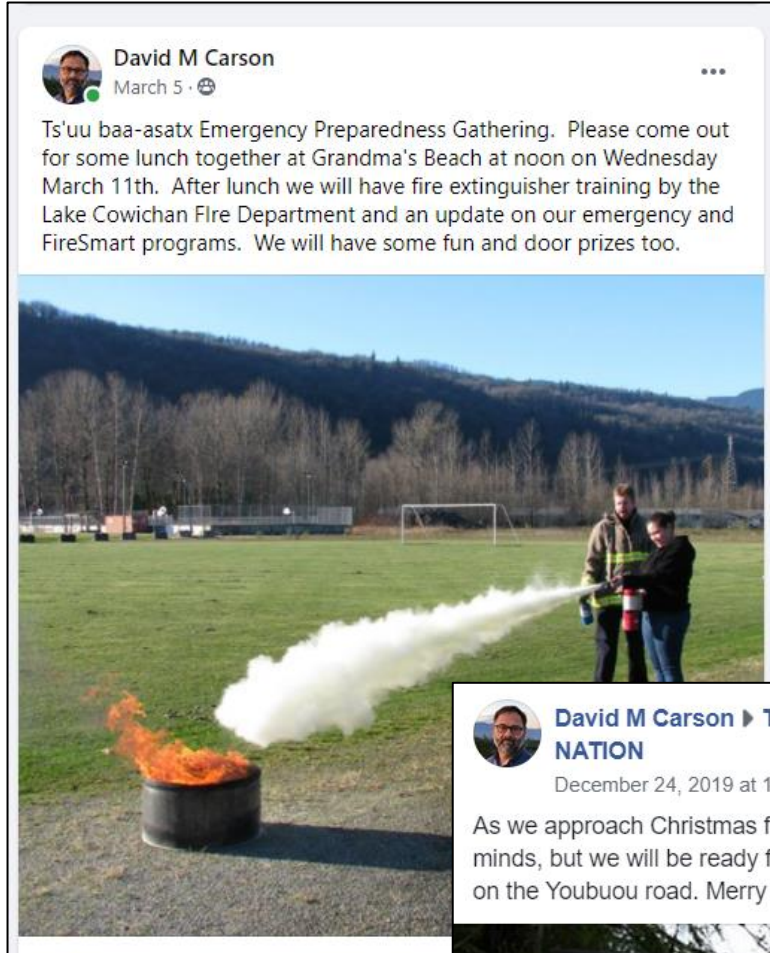 David M Carson
March 5
Ts'uu baa-asatx Emergency Preparedness Gathering. Please come out
for some lunch together at Grandma's Beach at noon on Wednesday
March 11th. After lunch we will have fire extinguisher training by the
Lake Cowichan FIre Department and an update on our emergency and
FireSmart programs. We will have some fun and door prizes too.
David M Carson
NATION
December 24, 2019 at 1
As we approach Christmas f
minds, but we will be ready f
on the Youbuou road. Merry